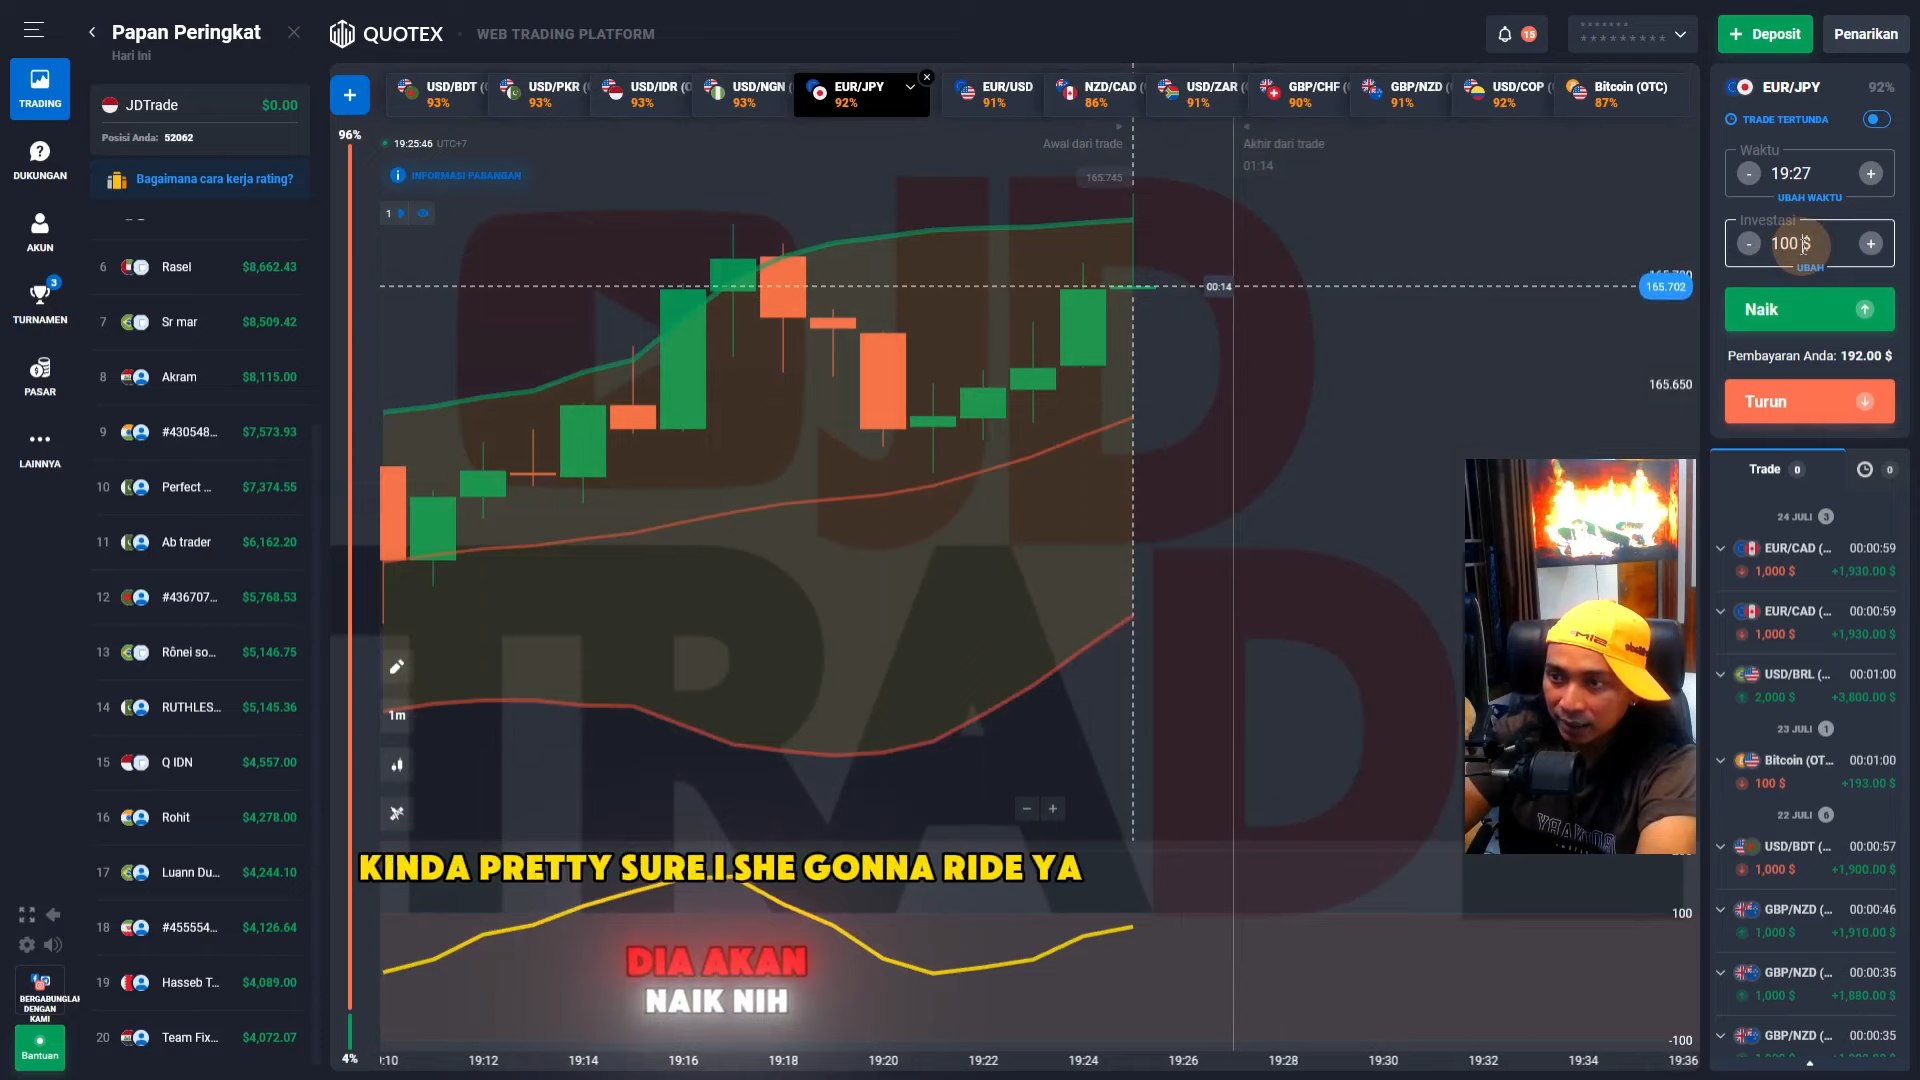 Papan Peringkat
Hari Ini
TRADING
DUKUNGAN
AKUN
3
TURNAMEN
PASAR
LAINNYA
BERGABUNGLAH
DENGAN
KAMI
Bantuan
JDTrade $0.00
Posisi Anda: 52062
Bagaimana cara kerja rating?
6 Rasel $8,662.43
7 Sr mar $8,509.42
8 Akram $8,115.00
9 #430548... $7,573.93
10 Perfect ... $7,374.55
11 Ab trader $6,162.20
12 #436707... $5,768.53
13 Rônei so... $5,146.75
14 RUTHLES... $5,145.36
15 Q IDN $4,557.00
16 Rohit $4,278.00
17 Luann Du... $4,244.10
18 #455554... $4,126.64
19 Hasseb T... $4,089.00
20 Team Fix... $4,072.07
QUOTEX
WEB TRADING PLATFORM
15
******* 
*********
+ Deposit
Penarikan
+
USD/BDT (
93%
USD/PKR (
93%
USD/IDR (O
93%
USD/NGN (
93%
EUR/JPY
92%
EUR/USD
91%
NZD/CAD (
86%
USD/ZAR (
91%
GBP/CHF (
90%
GBP/NZD (
91%
USD/COP (
92%
Bitcoin (OTC)
87%
96%
19:25:46 UTC+7
INFORMASI PASANGAN
1
Awal dari trade
165.745
Akhir dari trade
01:14
00:14
165.702
165.650
1m
JD
TRAD
KINDA PRETTY SURE I SHE GONNA RIDE YA
DIA AKAN
NAIK NIH
100
-100
4%
19:12 19:14 19:16 19:18 19:20 19:22 19:24 19:26 19:28 19:30 19:32 19:34 19:36
EUR/JPY 92%
TRADE TERTUNDA
Waktu
- 19:27 +
UBAH WAKTU
Investasi
- 100 $ +
UBAH
Naik
Pembayaran Anda: 192.00 $
Turun
Trade 0 0
24 JULI 3
EUR/CAD (... 00:00:59
1,000 $ +1,930.00 $
EUR/CAD (... 00:00:59
1,000 $ +1,930.00 $
USD/BRL (... 00:01:00
2,000 $ +3,800.00 $
23 JULI 1
Bitcoin (OT... 00:01:00
100 $ +193.00 $
22 JULI 6
USD/BDT (... 00:00:57
1,000 $ +1,900.00 $
GBP/NZD (... 00:00:46
1,000 $ +1,910.00 $
GBP/NZD (... 00:00:35
1,000 $ +1,880.00 $
GBP/NZD (... 00:00:35